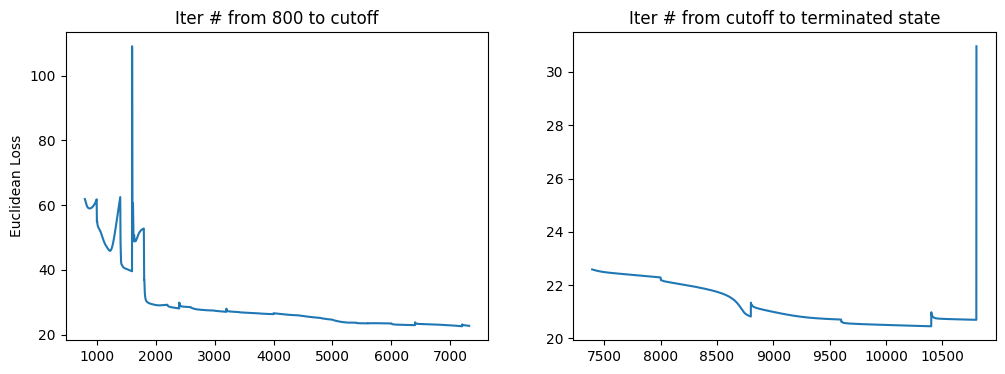 Iter # from 800 to cutoff
Euclidean Loss
100
80
60
40
20
1000 2000 3000 4000 5000 6000 7000
Iter # from cutoff to terminated state
30
28
26
24
22
20
7500 8000 8500 9000 9500 10000 10500